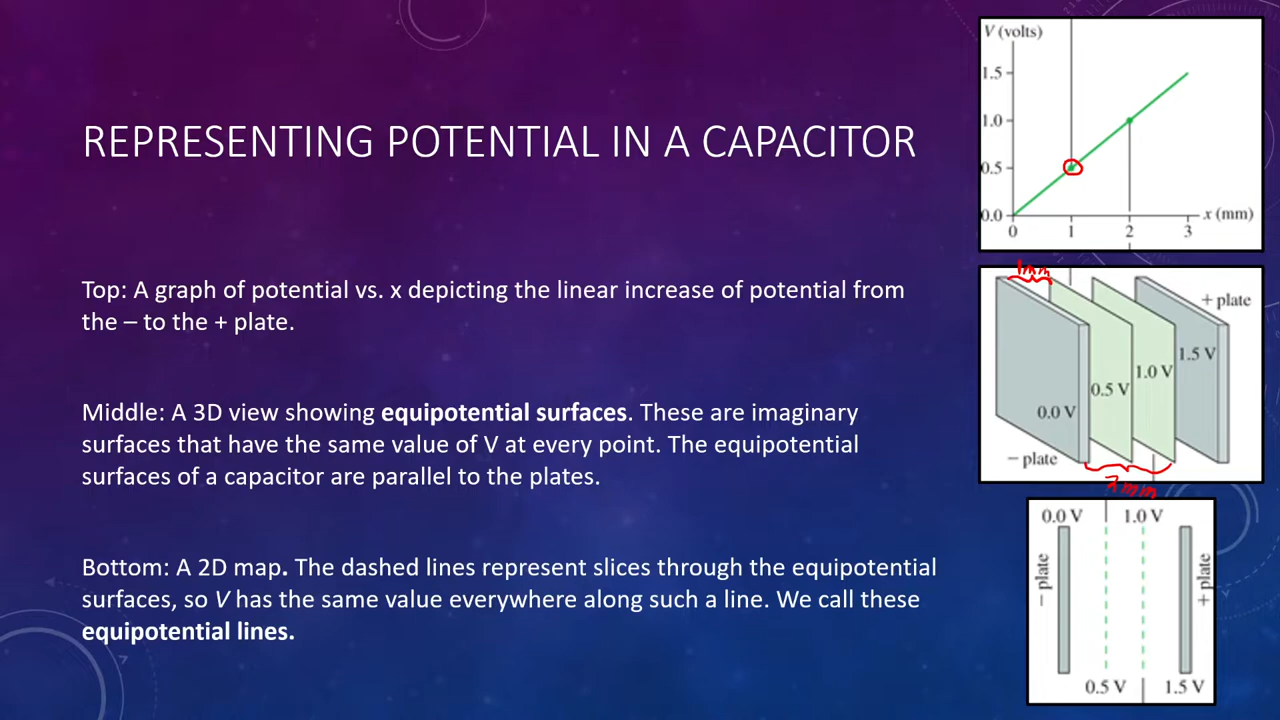 REPRESENTING POTENTIAL IN A CAPACITOR
Top: A graph of potential vs. x depicting the linear increase of potential from
the – to the + plate.
Middle: A 3D view showing equipotential surfaces. These are imaginary
surfaces that have the same value of V at every point. The equipotential
surfaces of a capacitor are parallel to the plates.
Bottom: A 2D map. The dashed lines represent slices through the equipotential
surfaces, so V has the same value everywhere along such a line. We call these
equipotential lines.
V (volts)
1.5
1.0
0.5
0.0
x (mm)
0 1 2 3
1mm
+ plate
1.5 V
1.0 V
0.5 V
0.0 V
– plate
2mm
0.0 V 1.0 V
– plate
+ plate
0.5 V 1.5 V